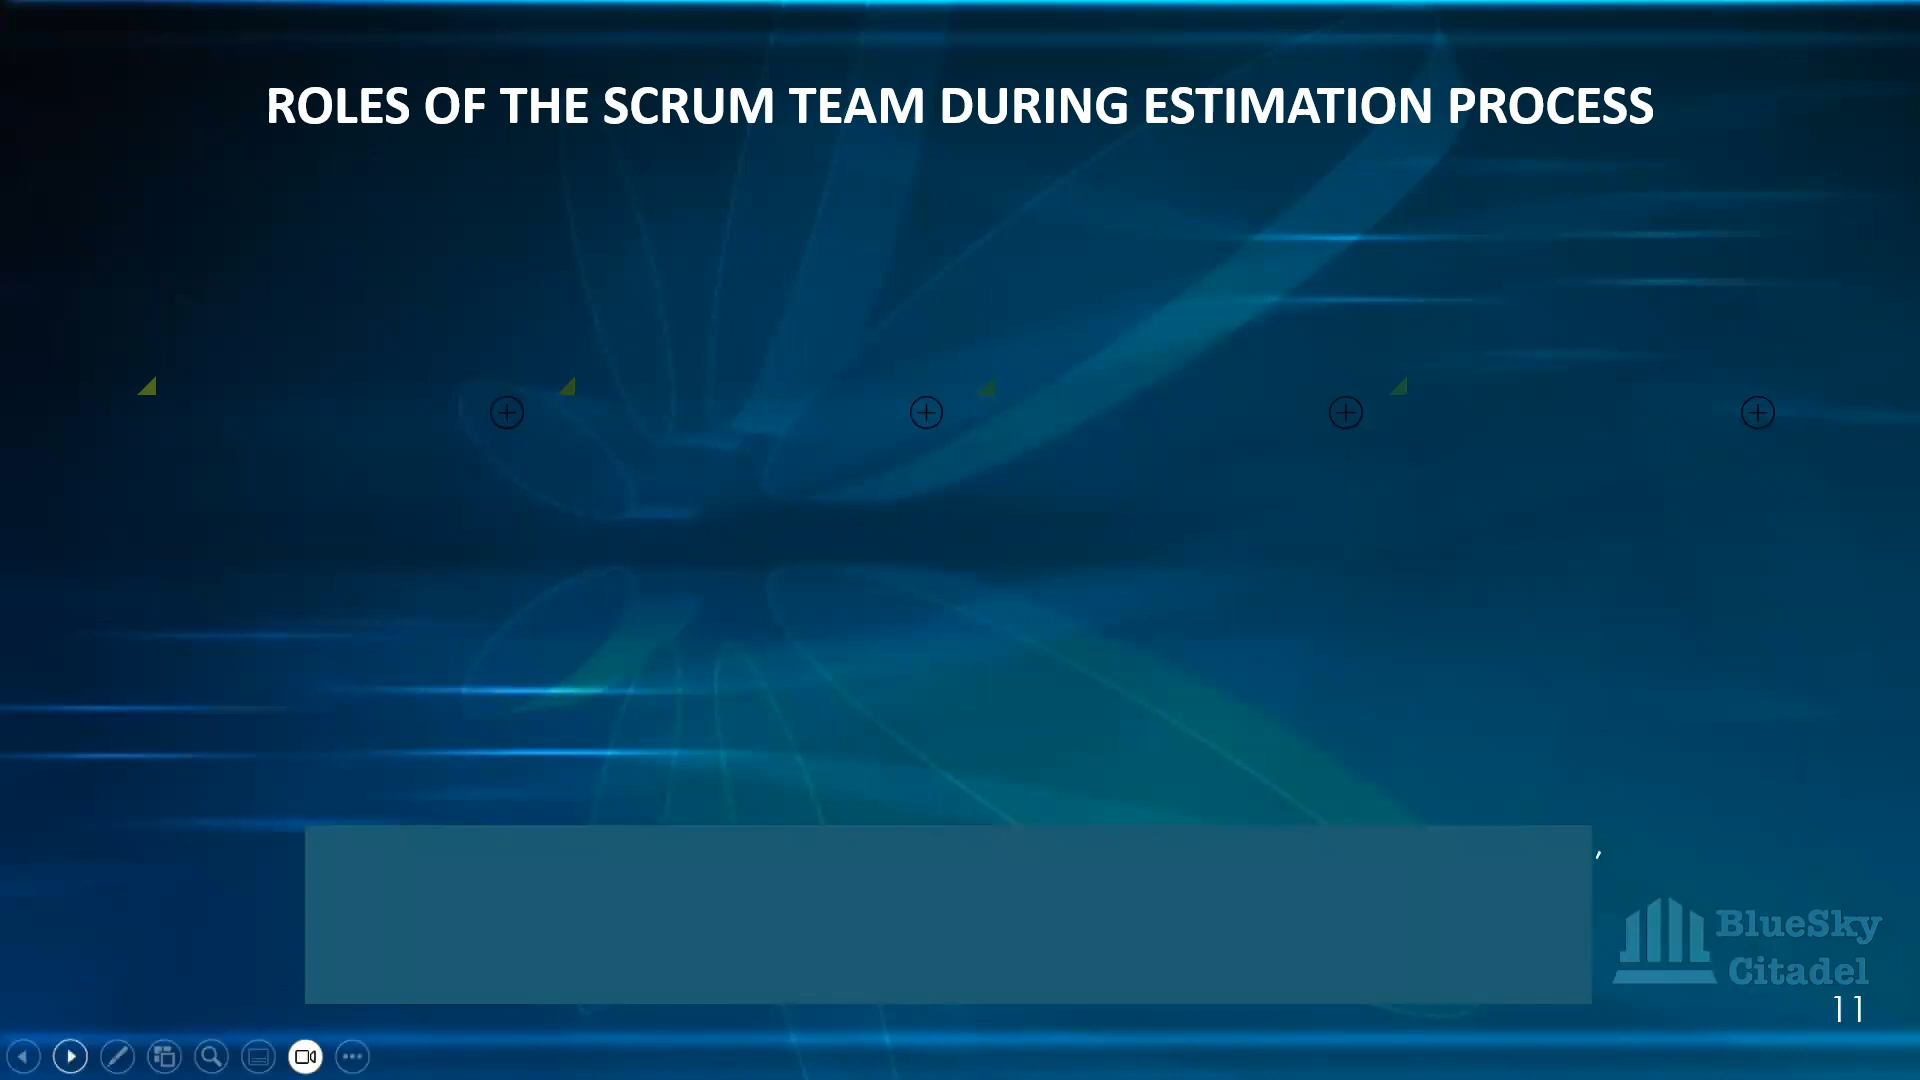 ROLES OF THE SCRUM TEAM DURING ESTIMATION PROCESS
,
BlueSky
Citadel
11